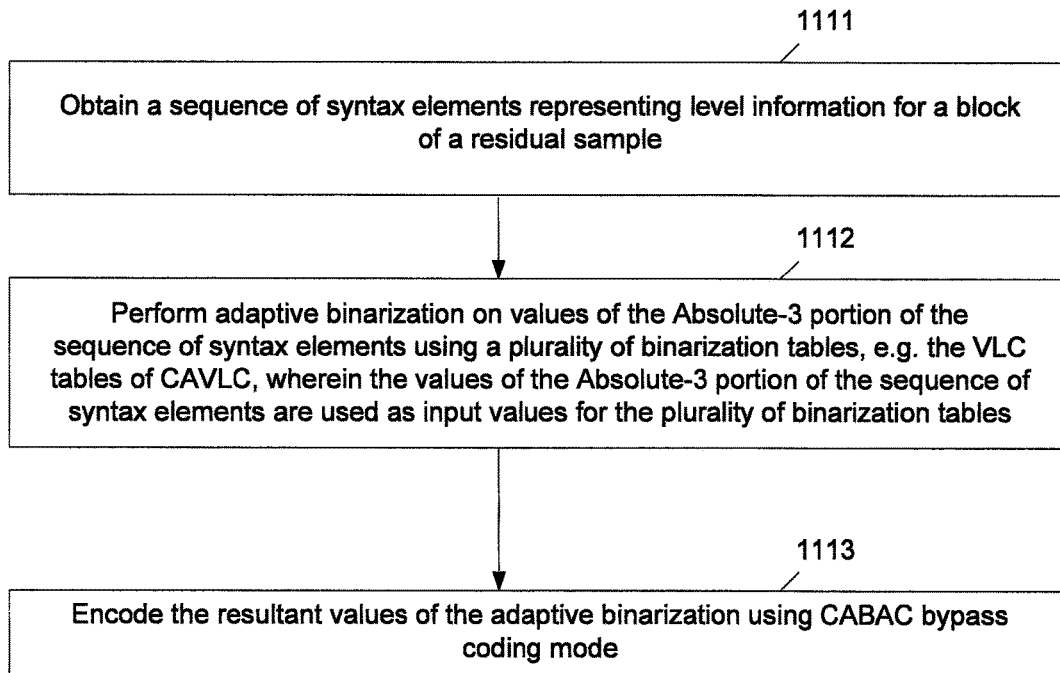 1111
Obtain a sequence of syntax elements representing level information for a block
of a residual sample
1112
Perform adaptive binarization on values of the Absolute-3 portion of the
sequence of syntax elements using a plurality of binarization tables, e.g. the VLC
tables of CAVLC, wherein the values of the Absolute-3 portion of the sequence of
syntax elements are used as input values for the plurality of binarization tables
1113
Encode the resultant values of the adaptive binarization using CABAC bypass
coding mode